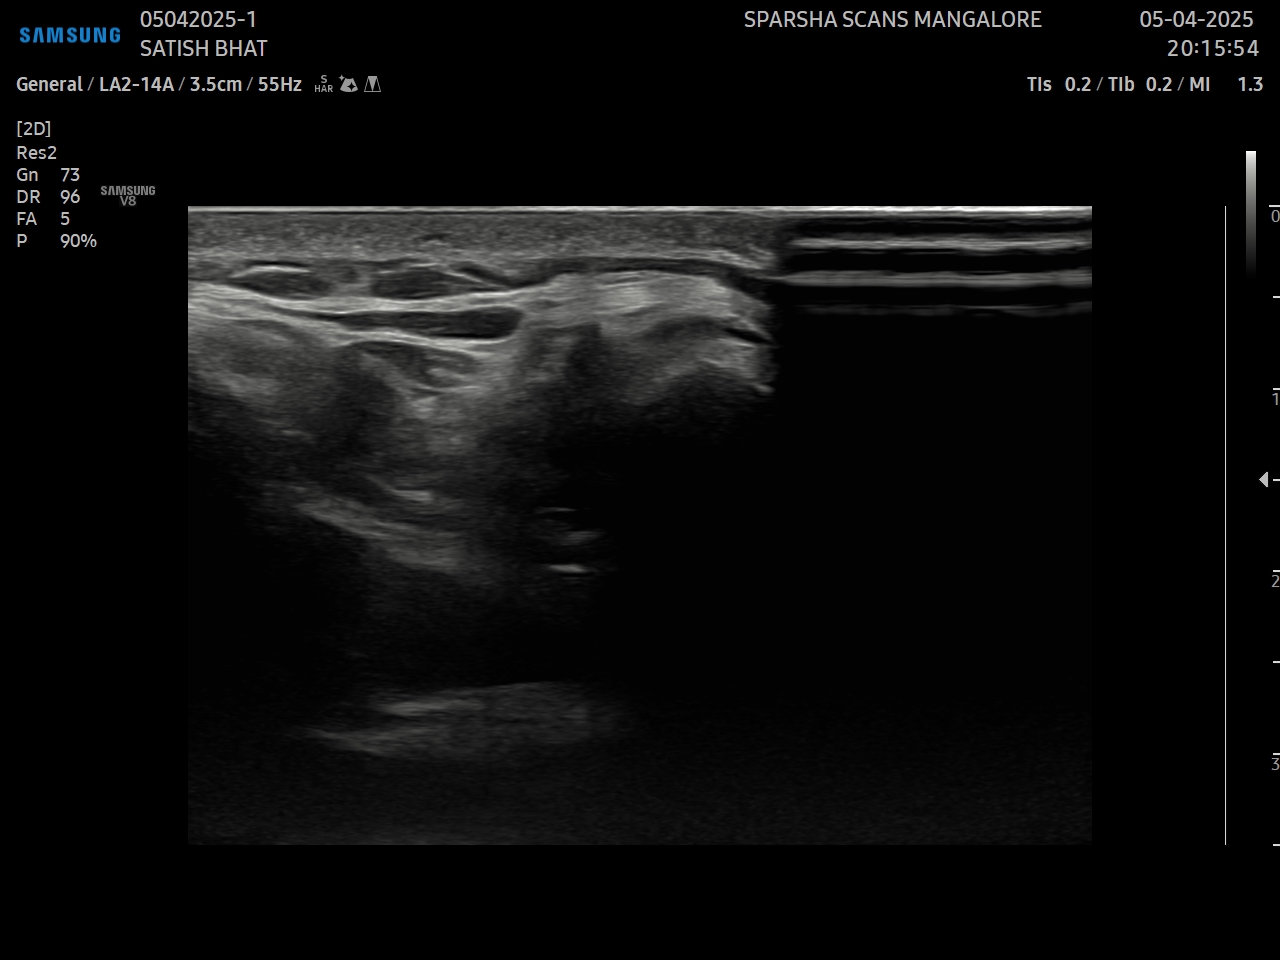 SAMSUNG
05042025-1
SATISH BHAT
SPARSHA SCANS MANGALORE
05-04-2025
20:15:54
General / LA2-14A / 3.5cm / 55Hz
S
HAR
TIs 0.2 / TIb 0.2 / MI 1.3
[2D]
Res2
Gn 73
DR 96
FA 5
P 90%
SAMSUNG
V8
0
1
2
3